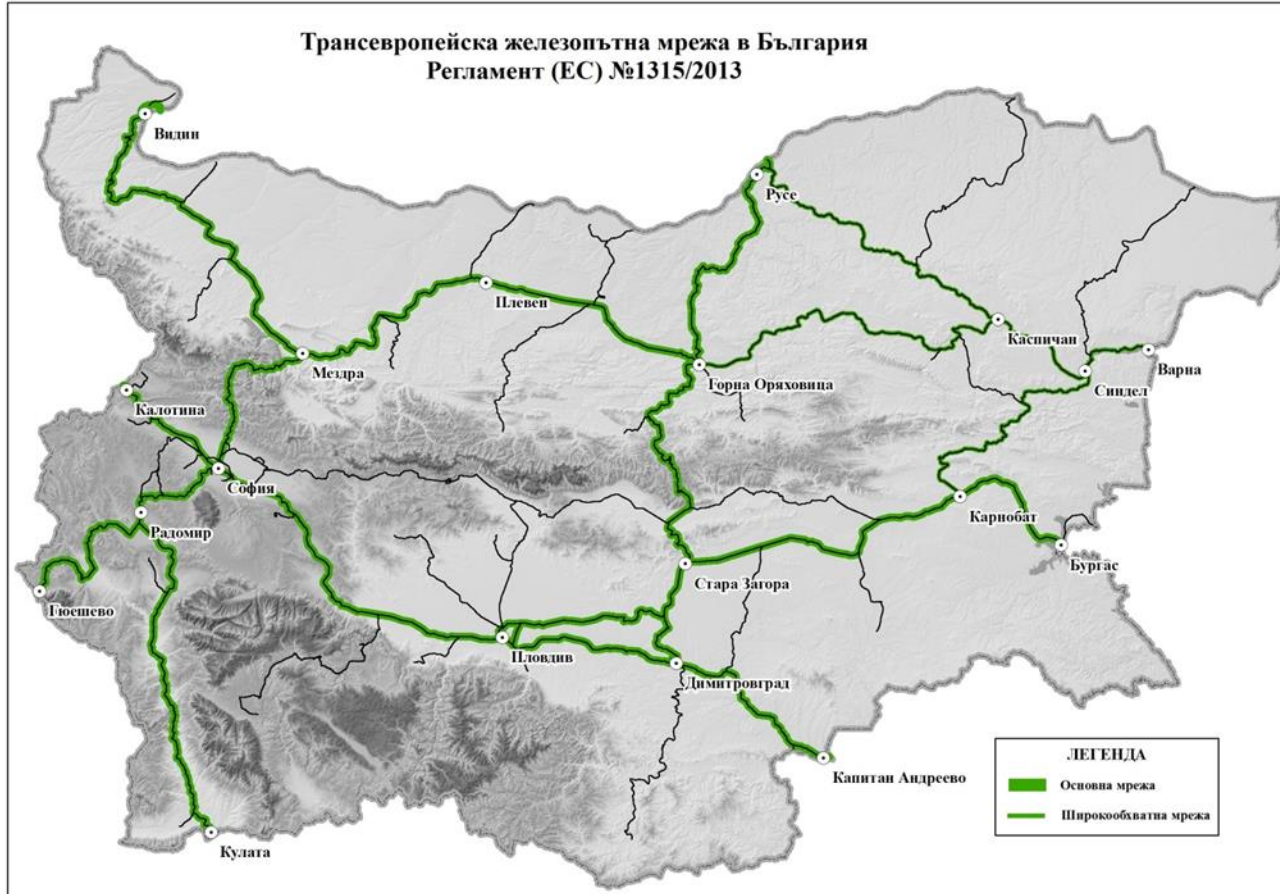 Трансевропейска железопътна мрежа в България
Регламент (ЕС) №1315/2013
Видин
Русе
Плевен
Каспичан
Варна
Мездра
Горна Оряховица
Синдел
Калотина
София
Карнобат
Радомир
Бургас
Стара Загора
Гюешево
Пловдив
Димитровград
Капитан Андреево
Кулата
ЛЕГЕНДА
Основна мрежа
Широкообхватна мрежа